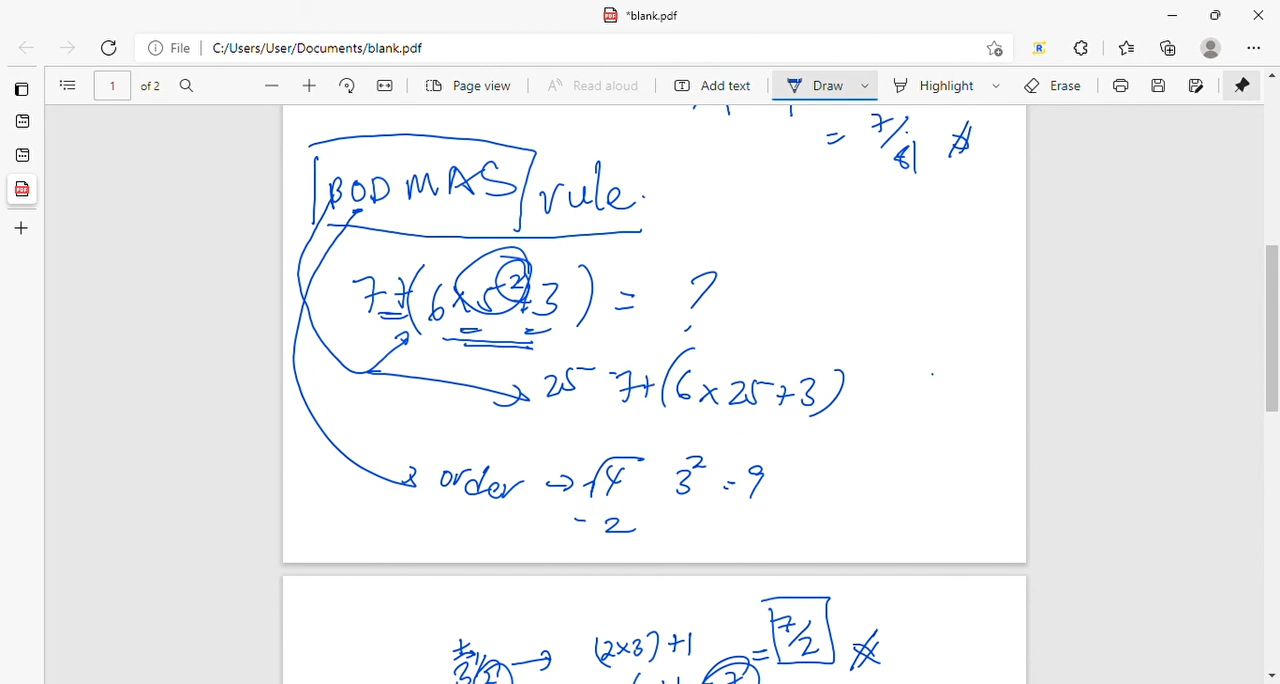 *blank.pdf
File C:/Users/User/Documents/blank.pdf
1 of 2 Page view Read aloud Add text Draw Highlight Erase
= 7/81
BODMAS rule.
7+(6×5²+3) = ?
25 7+(6×25+3)
order → √4 3² = 9
= 2
(2×3)+1 = 7/2